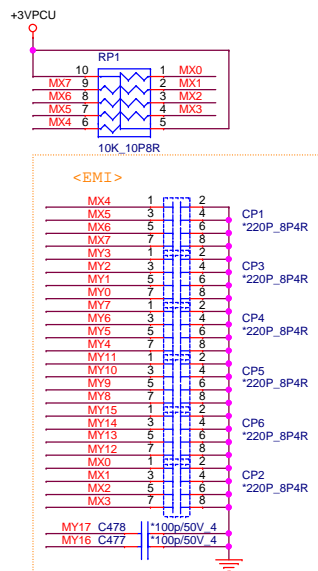 +3VPCU
RP1
10 1 MX0
MX7 9 2 MX1
MX6 8 3 MX2
MX5 7 4 MX3
MX4 6 5
10K_10P8R
<EMI>
MX4 1 2
MX5 3 4 CP1
MX6 5 6 *220P_8P4R
MX7 7 8
MY3 1 2
MY2 3 4 CP3
MY1 5 6 *220P_8P4R
MY0 7 8
MY7 1 2
MY6 3 4 CP4
MY5 5 6 *220P_8P4R
MY4 7 8
MY11 1 2
MY10 3 4 CP5
MY9 5 6 *220P_8P4R
MY8 7 8
MY15 1 2
MY14 3 4 CP6
MY13 5 6 *220P_8P4R
MY12 7 8
MX0 1 2
MX1 3 4 CP2
MX2 5 6 *220P_8P4R
MX3 7 8
MY17 C478 *100p/50V_4
MY16 C477 *100p/50V_4